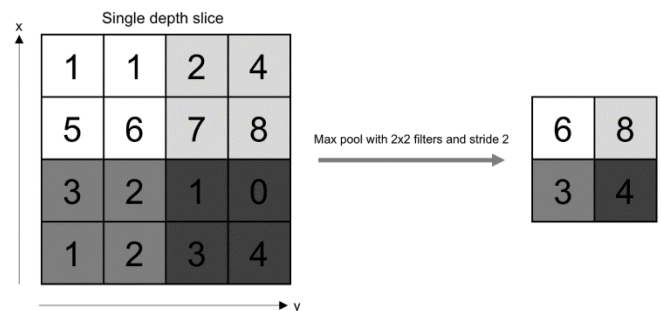 Single depth slice
x
1 1 2 4
5 6 7 8
3 2 1 0
1 2 3 4
y
Max pool with 2x2 filters and stride 2
6 8
3 4